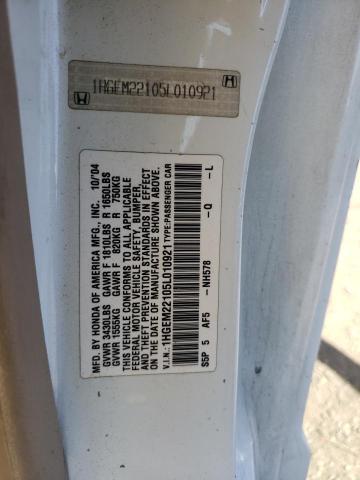 1HGEM22105L010921
MFD. BY HONDA OF AMERICA MFG., INC. 10/'04
GVWR 3430LBS GAWR F 1810LBS R 1650LBS
GVWR 1555KG GAWR F 820KG R 750KG
THIS VEHICLE CONFORMS TO ALL APPLICABLE
FEDERAL MOTOR VEHICLE SAFETY, BUMPER,
AND THEFT PREVENTION STANDARDS IN EFFECT
ON THE DATE OF MANUFACTURE SHOWN ABOVE.
V.I.N.: 1HGEM22105L010921 TYPE:PASSENGER CAR
S5P 5 AF5 -NH578 -Q -L